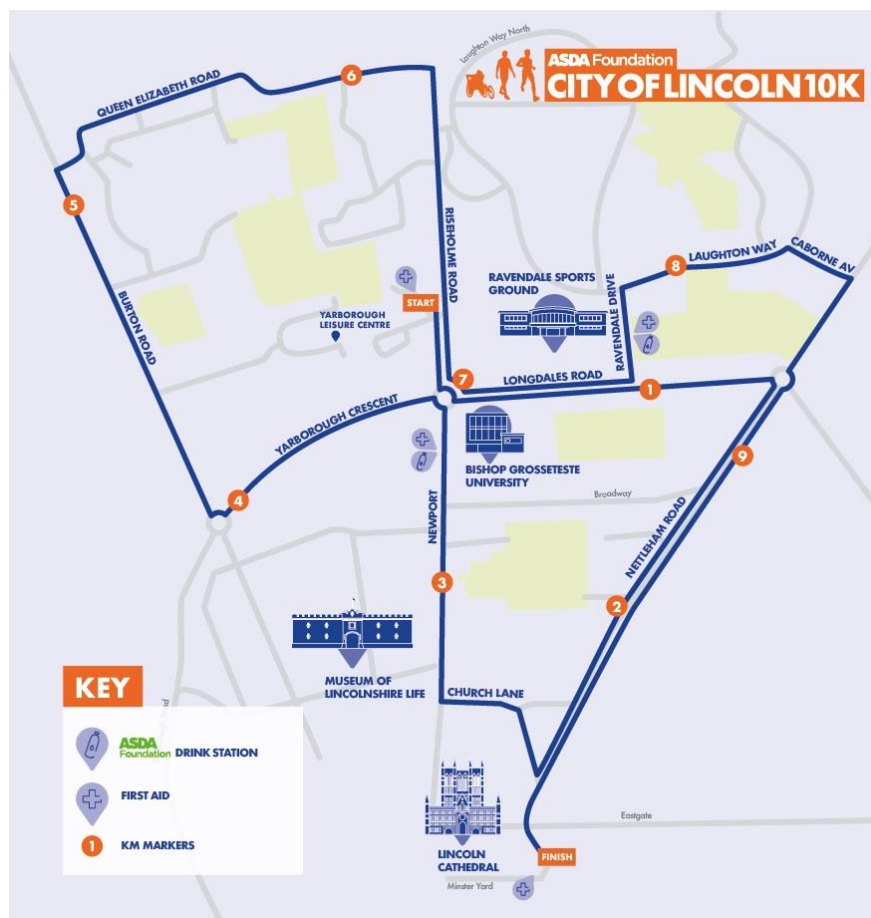 Loughton Way North
ASDA Foundation
CITY OF LINCOLN 10K
6
QUEEN ELIZABETH ROAD
5
RISEHOLME ROAD
CABORNE AV
LAUGHTON WAY
8
RAVENDALE SPORTS
GROUND
RAVENDALE DRIVE
START
YARBOROUGH
LEISURE CENTRE
BURTON ROAD
7
LONGDALES ROAD
1
YARBOROUGH CRESCENT
BISHOP GROSSETESTE
UNIVERSITY
9
4
Broadway
NEWPORT
NETTLEHAM ROAD
3
2
MUSEUM OF
LINCOLNSHIRE LIFE
CHURCH LANE
KEY
ASDA
Foundation DRINK STATION
FIRST AID
1 KM MARKERS
Eastgate
LINCOLN
CATHEDRAL
FINISH
Minster Yard